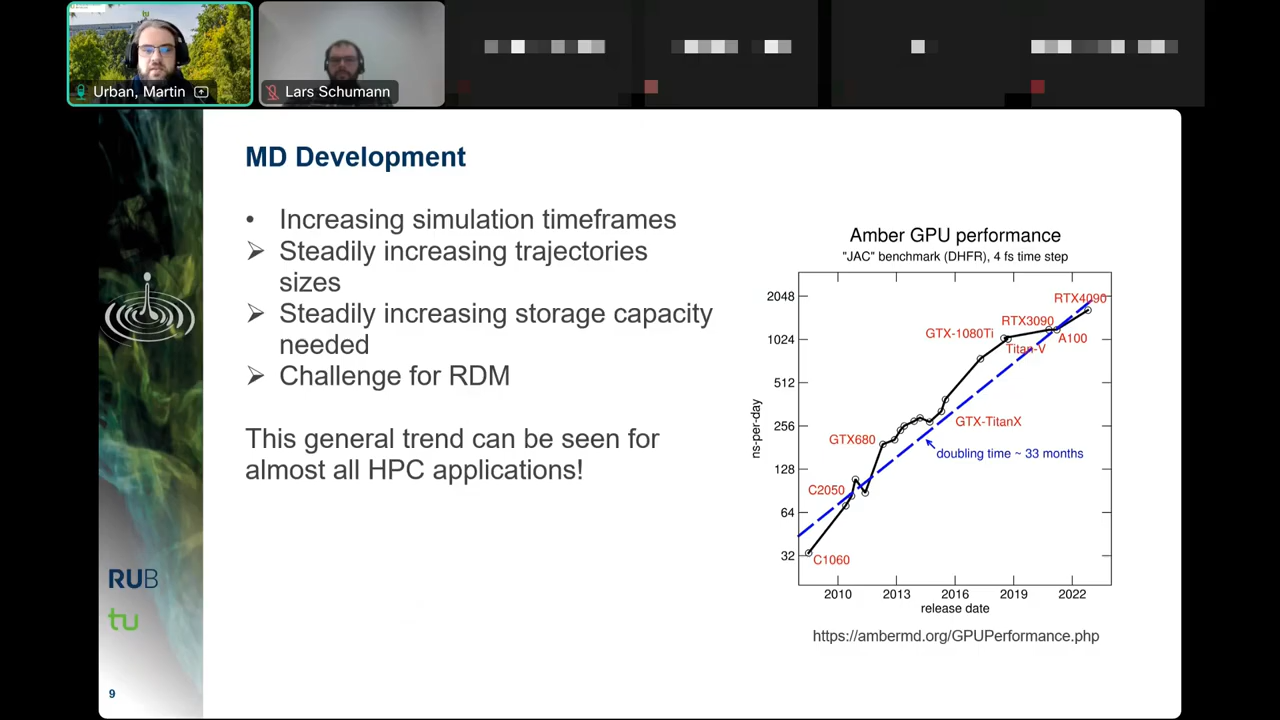 Urban, Martin
Lars Schumann
MD Development
• Increasing simulation timeframes
➢ Steadily increasing trajectories
sizes
➢ Steadily increasing storage capacity
needed
➢ Challenge for RDM
This general trend can be seen for
almost all HPC applications!
Amber GPU performance
"JAC" benchmark (DHFR), 4 fs time step
2048
1024
512
256
128
64
32
ns-per-day
RTX4090
RTX3090
GTX-1080Ti
A100
Titan-V
GTX-TitanX
GTX680
doubling time ~ 33 months
C2050
C1060
2010 2013 2016 2019 2022
release date
https://ambermd.org/GPUPerformance.php
RUB
tu
9